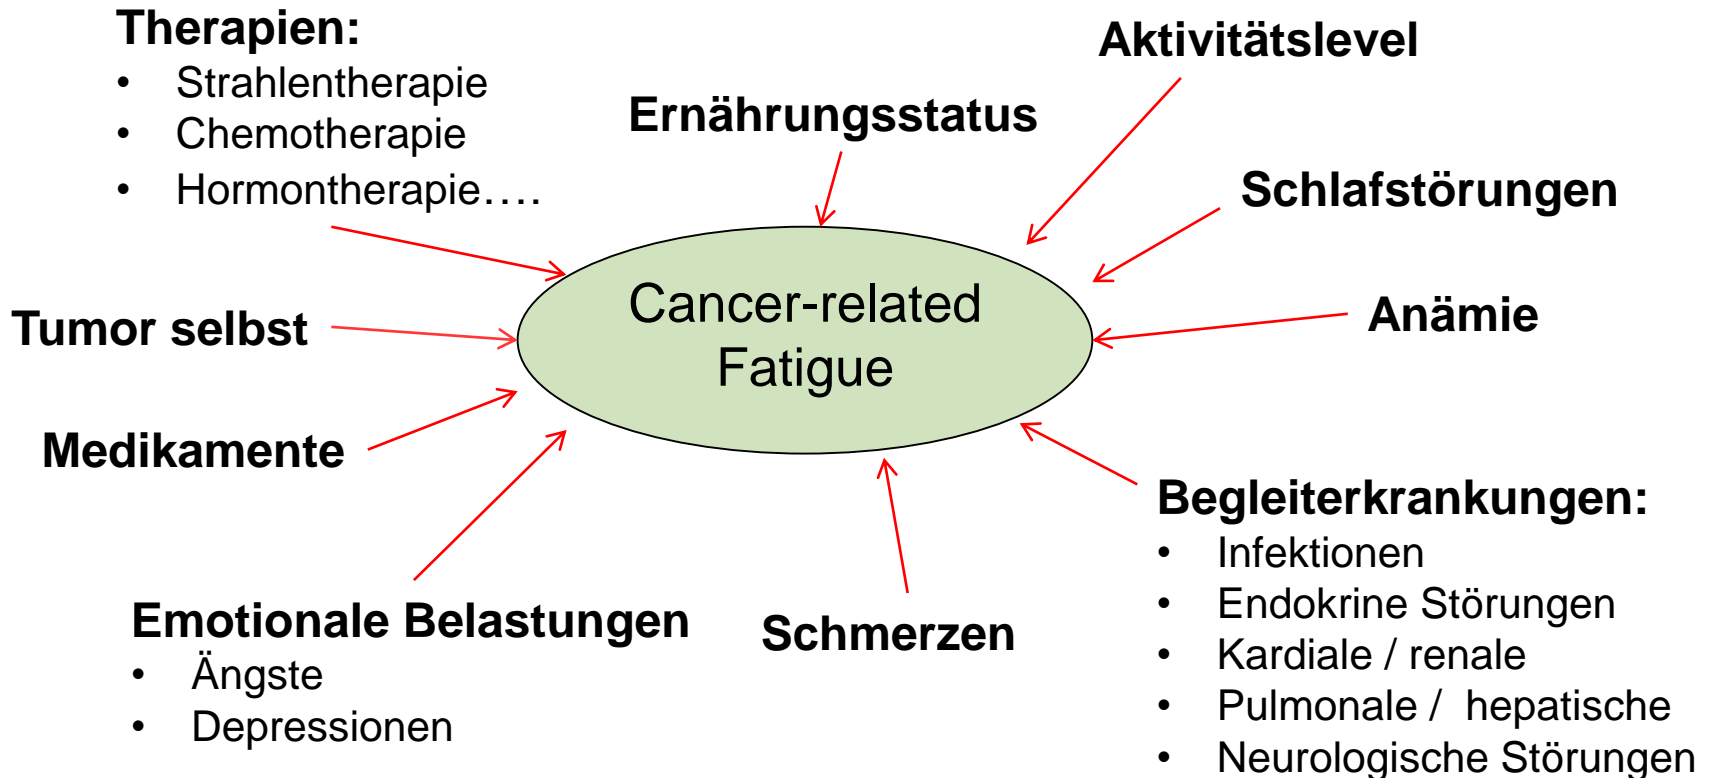 Therapien:
• Strahlentherapie
• Chemotherapie
• Hormontherapie….
Ernährungsstatus
Aktivitätslevel
Schlafstörungen
Cancer-related
Fatigue
Tumor selbst
Anämie
Medikamente
Emotionale Belastungen
• Ängste
• Depressionen
Schmerzen
Begleiterkrankungen:
• Infektionen
• Endokrine Störungen
• Kardiale / renale
• Pulmonale / hepatische
• Neurologische Störungen